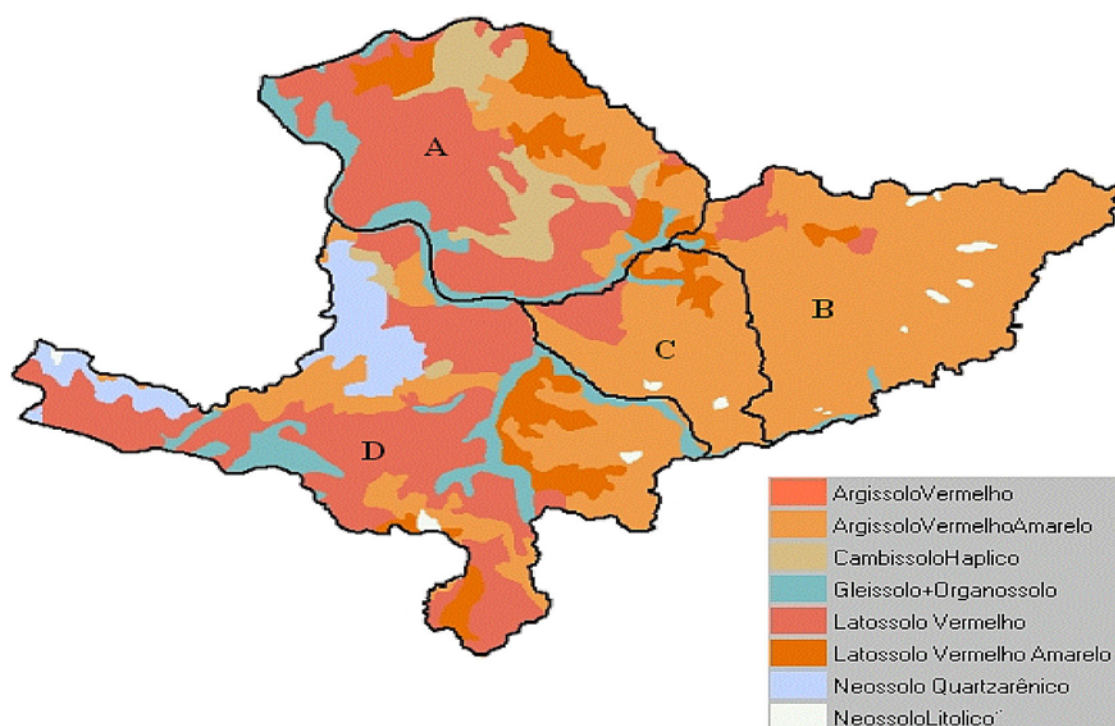 A
B
C
D
ArgissoloVermelho
ArgissoloVermelhoAmarelo
CambissoloHaplico
Gleissolo+Organossolo
Latossolo Vermelho
Latossolo Vermelho Amarelo
Neossolo Quartzarênico
NeossoloLitolico¨